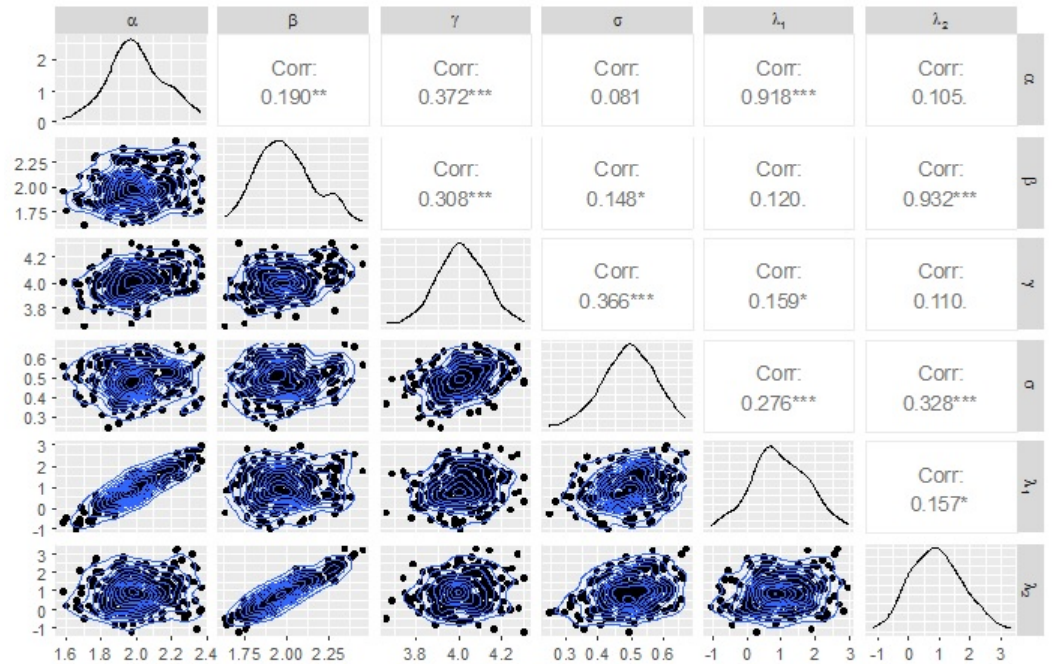 α β γ σ λ₁ λ₂
2
1
0
Corr:
0.190**
Corr:
0.372***
Corr:
0.081
Corr:
0.918***
Corr:
0.105.
α
2.25
2.00
1.75
Corr:
0.308***
Corr:
0.148*
Corr:
0.120.
Corr:
0.932***
β
4.2
4.0
3.8
Corr:
0.366***
Corr:
0.159*
Corr:
0.110.
γ
0.6
0.5
0.4
0.3
Corr:
0.276***
Corr:
0.328***
σ
3
2
1
0
-1
Corr:
0.157*
λ₁
3
2
1
0
-1
λ₂
1.6 1.8 2.0 2.2 2.4 1.75 2.00 2.25 3.8 4.0 4.2 0.3 0.4 0.5 0.6 -1 0 1 2 3 -1 0 1 2 3